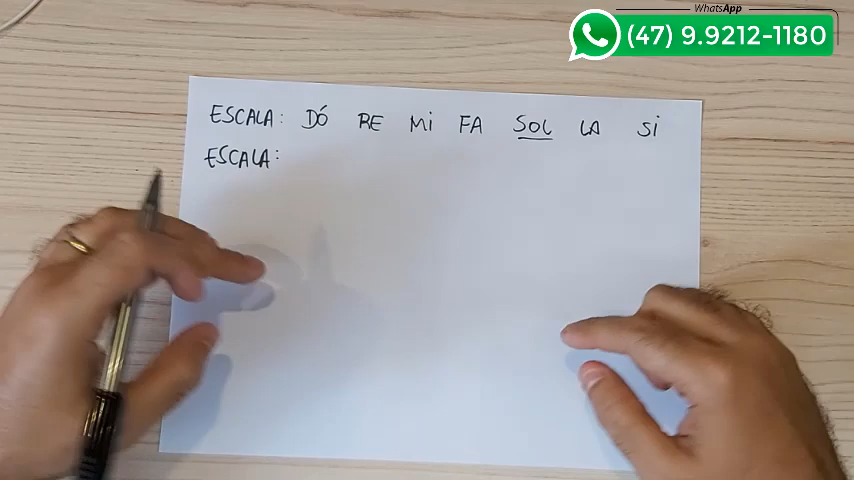 WhatsApp
(47) 9.9212-1180
ESCALA: DÓ RE Mi FA SOL LA Si
ESCALA: